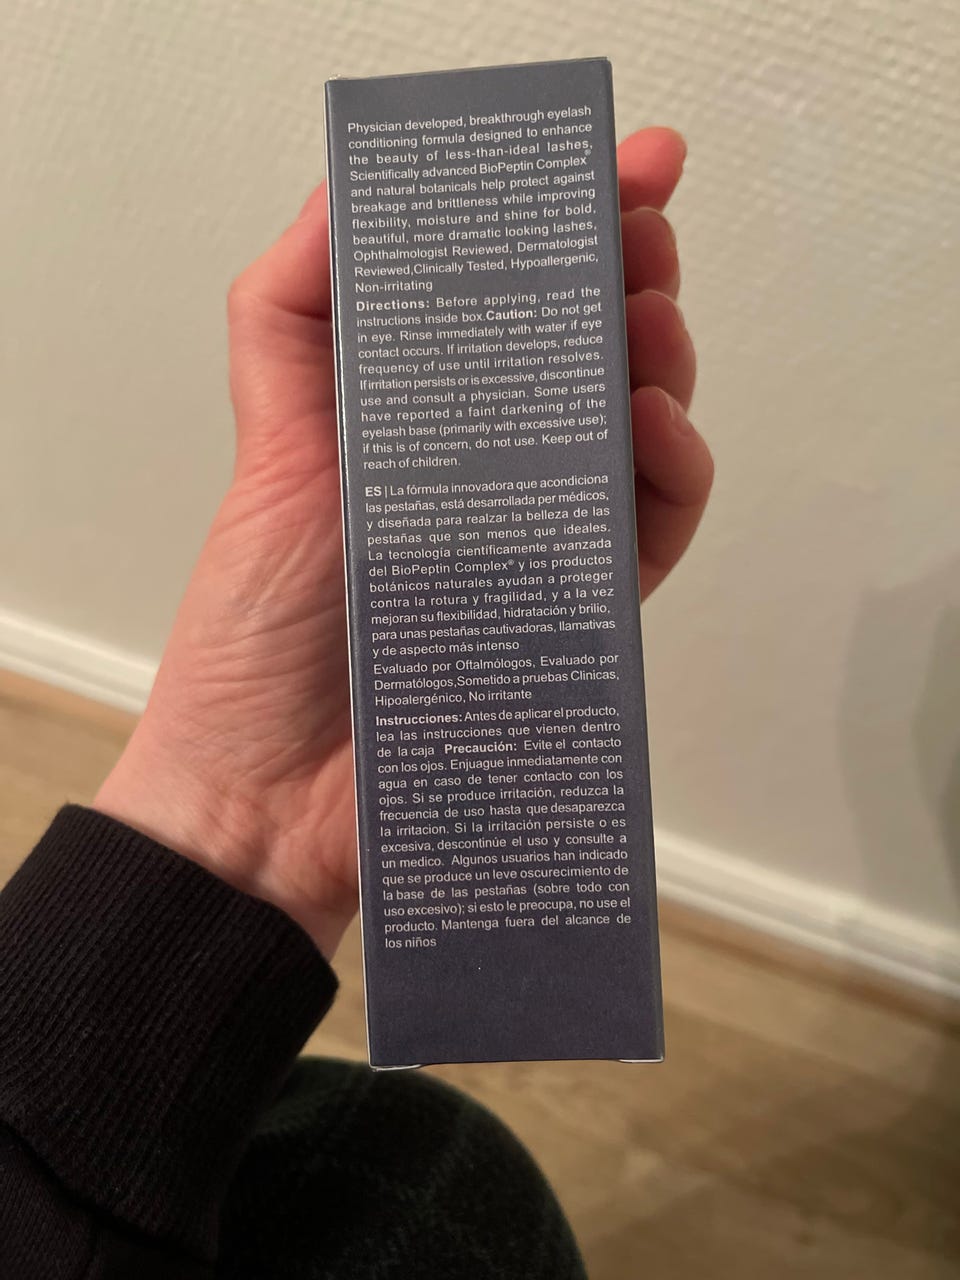 Physician developed, breakthrough eyelash
conditioning formula designed to enhance
the beauty of less-than-ideal lashes,
Scientifically advanced BioPeptin Complex®
and natural botanicals help protect against
breakage and brittleness while improving
flexibility, moisture and shine for bold,
beautiful, more dramatic looking lashes,
Ophthalmologist Reviewed, Dermatologist
Reviewed,Clinically Tested, Hypoallergenic,
Non-irritating
Directions: Before applying, read the
instructions inside box.Caution: Do not get
in eye. Rinse immediately with water if eye
contact occurs. If irritation develops, reduce
frequency of use until irritation resolves.
If irritation persists or is excessive, discontinue
use and consult a physician. Some users
have reported a faint darkening of the
eyelash base (primarily with excessive use);
if this is of concern, do not use. Keep out of
reach of children.
ES | La fórmula innovadora que acondiciona
las pestañas, está desarrollada per médicos,
y diseñada para realzar la belleza de las
pestañas que son menos que ideales.
La tecnología científicamente avanzada
del BioPeptin Complex® y ios productos
botánicos naturales ayudan a proteger
contra la rotura y fragilidad, y a la vez
mejoran su flexibilidad, hidratación y brilio,
para unas pestañas cautivadoras, llamativas
y de aspecto más intenso
Evaluado por Oftalmólogos, Evaluado por
Dermatólogos,Sometido a pruebas Clinicas,
Hipoalergénico, No irritante
Instrucciones: Antes de aplicar el producto,
lea las instrucciones que vienen dentro
de la caja Precaución: Evite el contacto
con los ojos. Enjuague inmediatamente con
agua en caso de tener contacto con los
ojos. Si se produce irritación, reduzca la
frecuencia de uso hasta que desaparezca
la irritacion. Si la irritación persiste o es
excesiva, descontinúe el uso y consulte a
un medico. Algunos usuarios han indicado
que se produce un leve oscurecimiento de
la base de las pestañas (sobre todo con
uso excesivo); si esto le preocupa, no use el
producto. Mantenga fuera del alcance de
los niños